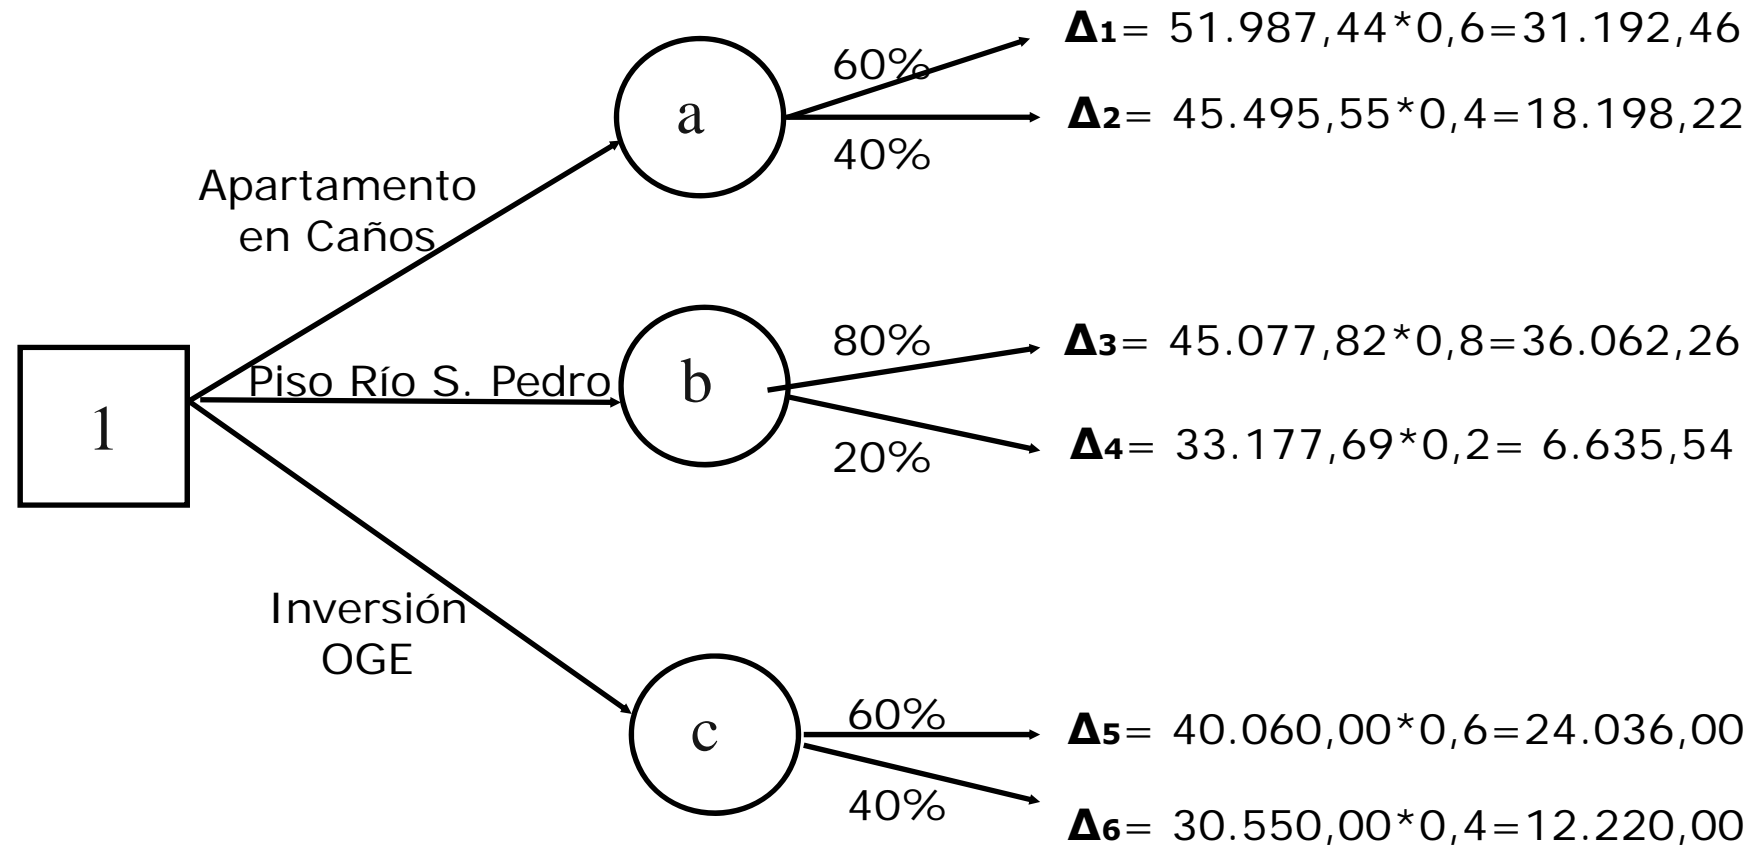 Δ1= 51.987,44*0,6=31.192,46
60%
a
Δ2= 45.495,55*0,4=18.198,22
40%
Apartamento
en Caños
80%
Δ3= 45.077,82*0,8=36.062,26
Piso Río S. Pedro
b
1
20%
Δ4= 33.177,69*0,2= 6.635,54
Inversión
OGE
60%
c
Δ5= 40.060,00*0,6=24.036,00
40%
Δ6= 30.550,00*0,4=12.220,00